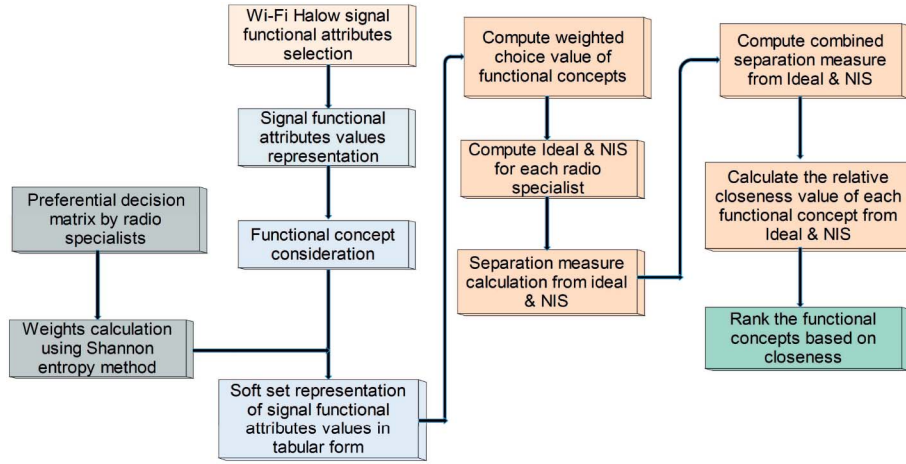 Wi-Fi Halow signal
functional attributes
selection
Signal functional
attributes values
representation
Preferential decision
matrix by radio
specialists
Functional concept
consideration
Weights calculation
using Shannon
entropy method
Soft set representation
of signal functional
attributes values in
tabular form
Compute weighted
choice value of
functional concepts
Compute Ideal & NIS
for each radio
specialist
Separation measure
calculation from ideal
& NIS
Compute combined
separation measure
from Ideal & NIS
Calculate the relative
closeness value of each
functional concept from
Ideal & NIS
Rank the functional
concepts based on
closeness